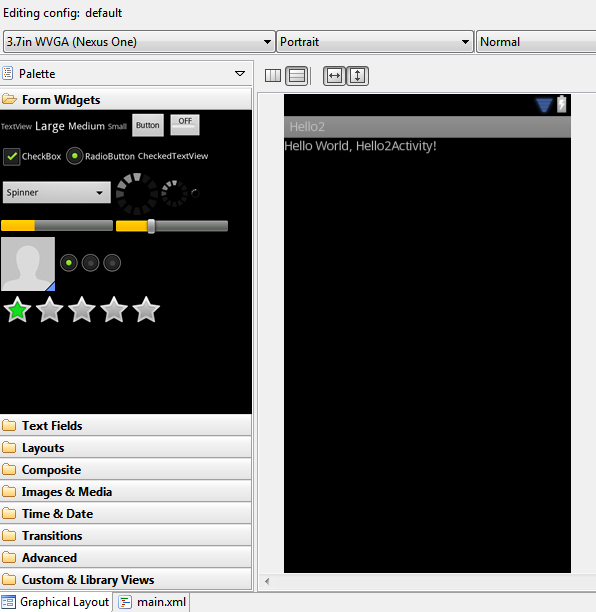 Editing config: default
3.7in WVGA (Nexus One) Portrait Normal
Palette
Form Widgets
TextView Large Medium Small Button OFF
CheckBox RadioButton CheckedTextView
Spinner
Text Fields
Layouts
Composite
Images & Media
Time & Date
Transitions
Advanced
Custom & Library Views
Hello2
Hello World, Hello2Activity!
Graphical Layout main.xml